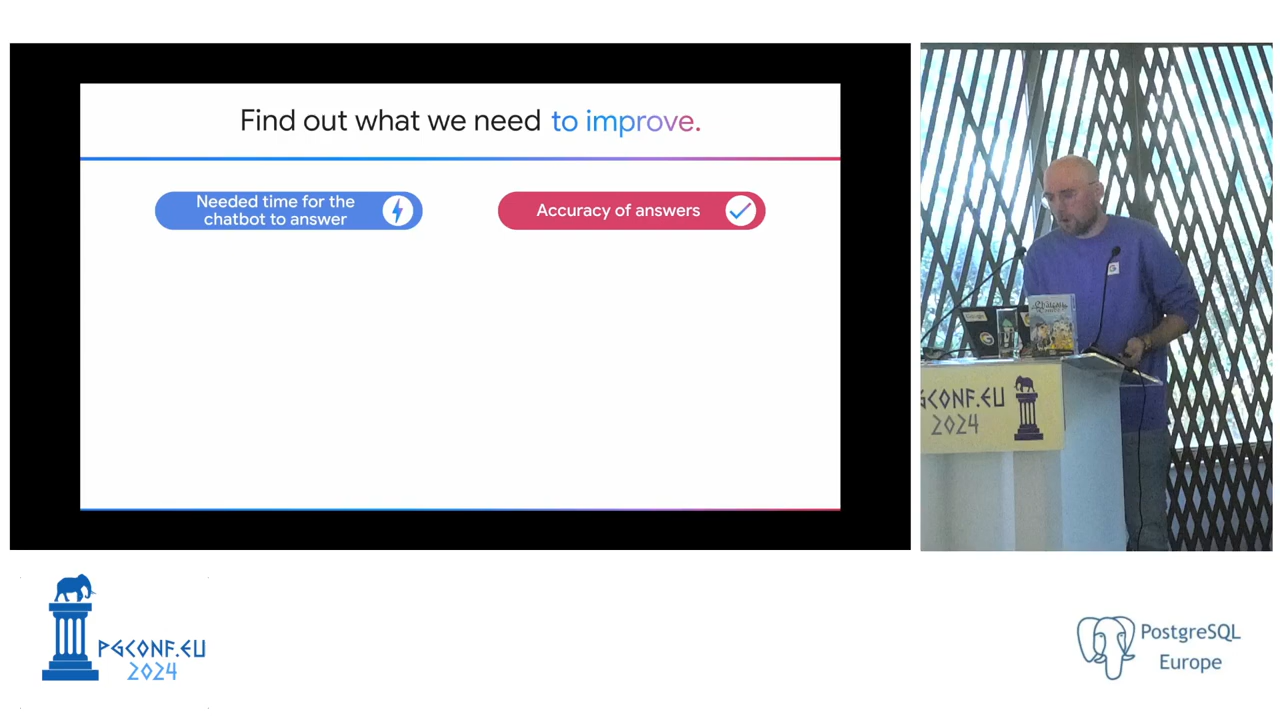 Find out what we need to improve.
Needed time for the
chatbot to answer
Accuracy of answers
GCONF.EU
2024
PGCONF.EU
2024
PostgreSQL
Europe